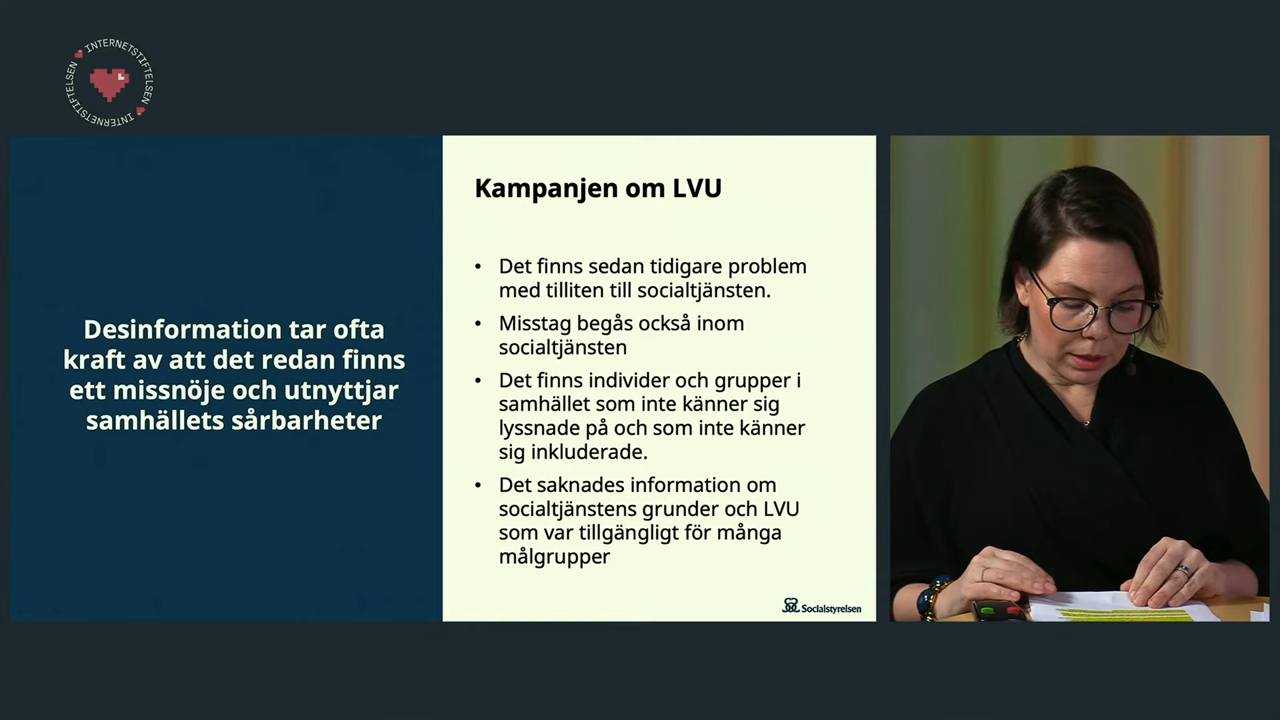 INTERNETSTIFTELSEN
INTERNETSTIFTELSEN
Desinformation tar ofta
kraft av att det redan finns
ett missnöje och utnyttjar
samhällets sårbarheter
Kampanjen om LVU
• Det finns sedan tidigare problem
med tilliten till socialtjänsten.
• Misstag begås också inom
socialtjänsten
• Det finns individer och grupper i
samhället som inte känner sig
lyssnade på och som inte känner
sig inkluderade.
• Det saknades information om
socialtjänstens grunder och LVU
som var tillgängligt för många
målgrupper
Socialstyrelsen